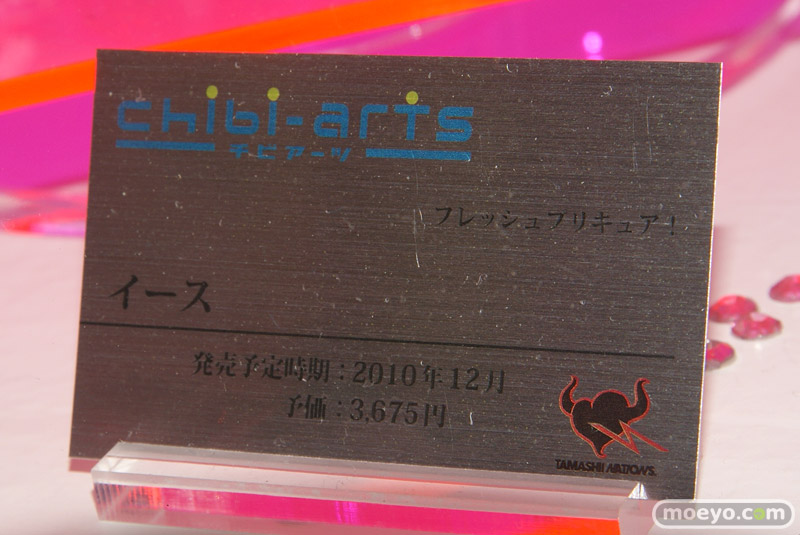 chibi-arts
チビアーツ
フレッシュプリキュア！
イース
発売予定時期：2010年12月
予価：3,675円
TAMASHII NATIONS
moeyo.com